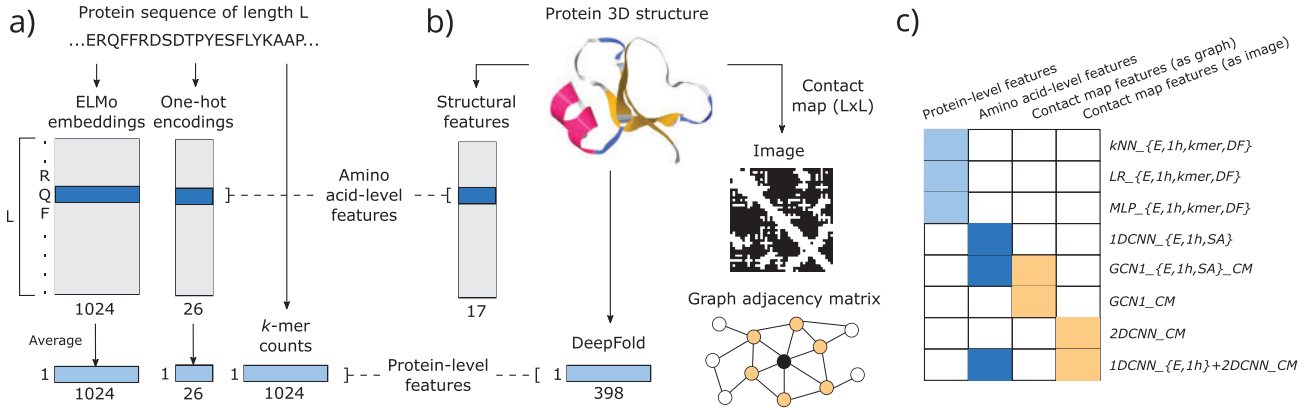 a)
Protein sequence of length L
...ERQFFRDSDTPYESFLYKAAP...
ELMo
embeddings
One-hot
encodings
L
.
.
R
Q
F
.
.
.
.
1024
26
Average
k-mer
counts
1
1024
1
26
1
1024
Amino
acid-level
features
Protein-level
features
b)
Protein 3D structure
Structural
features
17
Contact
map (LxL)
Image
DeepFold
1
398
Graph adjacency matrix
c)
Protein-level features
Amino acid-level features
Contact map features (as graph)
Contact map features (as image)
kNN_{E,1h,kmer,DF}
LR_{E,1h,kmer,DF}
MLP_{E,1h,kmer,DF}
1DCNN_{E,1h,SA}
GCN1_{E,1h,SA}_CM
GCN1_CM
2DCNN_CM
1DCNN_{E,1h}+2DCNN_CM